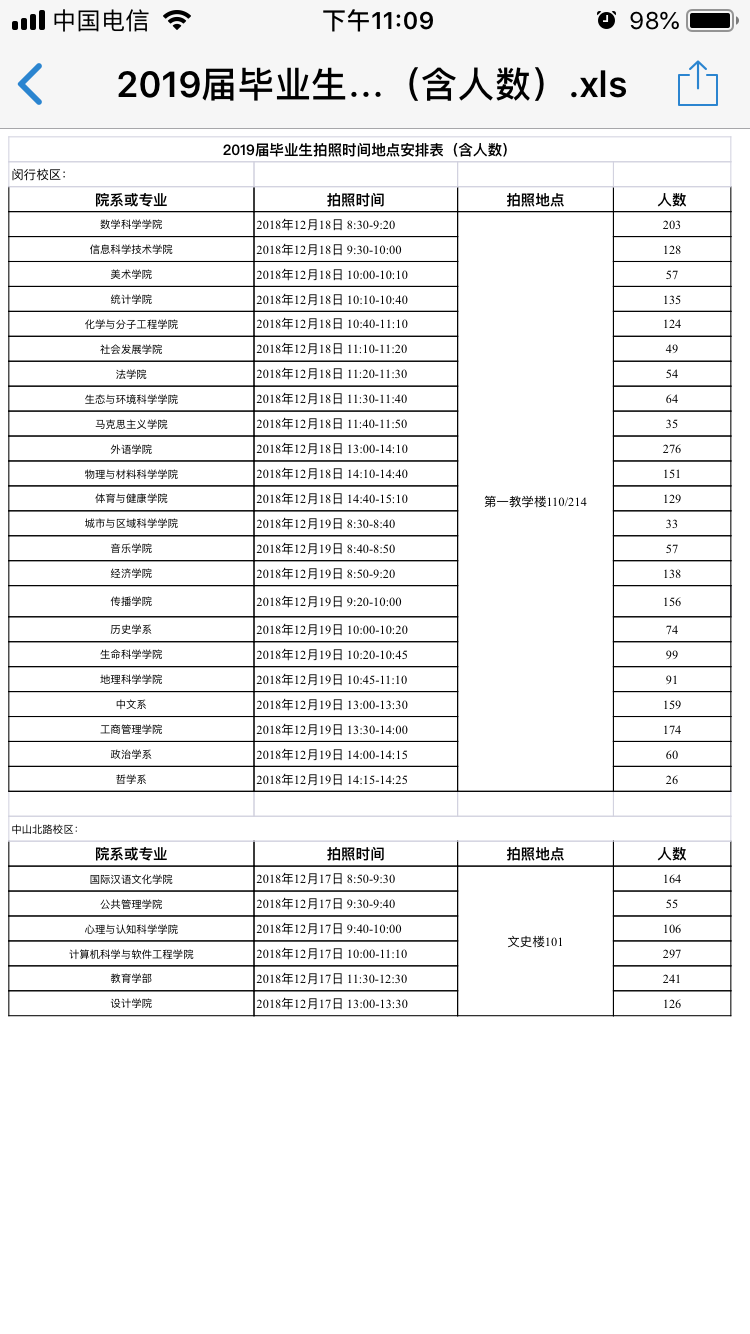 中国电信 下午11:09 98%
2019届毕业生…（含人数）.xls
2019届毕业生拍照时间地点安排表（含人数）
闵行校区：
院系或专业 拍照时间 拍照地点 人数
数学科学学院 2018年12月18日 8:30-9:20 203
信息科学技术学院 2018年12月18日 9:30-10:00 128
美术学院 2018年12月18日 10:00-10:10 57
统计学院 2018年12月18日 10:10-10:40 135
化学与分子工程学院 2018年12月18日 10:40-11:10 124
社会发展学院 2018年12月18日 11:10-11:20 49
法学院 2018年12月18日 11:20-11:30 54
生态与环境科学学院 2018年12月18日 11:30-11:40 64
马克思主义学院 2018年12月18日 11:40-11:50 35
外语学院 2018年12月18日 13:00-14:10 276
物理与材料科学学院 2018年12月18日 14:10-14:40 151
体育与健康学院 2018年12月18日 14:40-15:10 第一教学楼110/214 129
城市与区域科学学院 2018年12月19日 8:30-8:40 33
音乐学院 2018年12月19日 8:40-8:50 57
经济学院 2018年12月19日 8:50-9:20 138
传播学院 2018年12月19日 9:20-10:00 156
历史学系 2018年12月19日 10:00-10:20 74
生命科学学院 2018年12月19日 10:20-10:45 99
地理科学学院 2018年12月19日 10:45-11:10 91
中文系 2018年12月19日 13:00-13:30 159
工商管理学院 2018年12月19日 13:30-14:00 174
政治学系 2018年12月19日 14:00-14:15 60
哲学系 2018年12月19日 14:15-14:25 26
中山北路校区：
院系或专业 拍照时间 拍照地点 人数
国际汉语文化学院 2018年12月17日 8:50-9:30 164
公共管理学院 2018年12月17日 9:30-9:40 55
心理与认知科学学院 2018年12月17日 9:40-10:00 文史楼101 106
计算机科学与软件工程学院 2018年12月17日 10:00-11:10 297
教育学部 2018年12月17日 11:30-12:30 241
设计学院 2018年12月17日 13:00-13:30 126